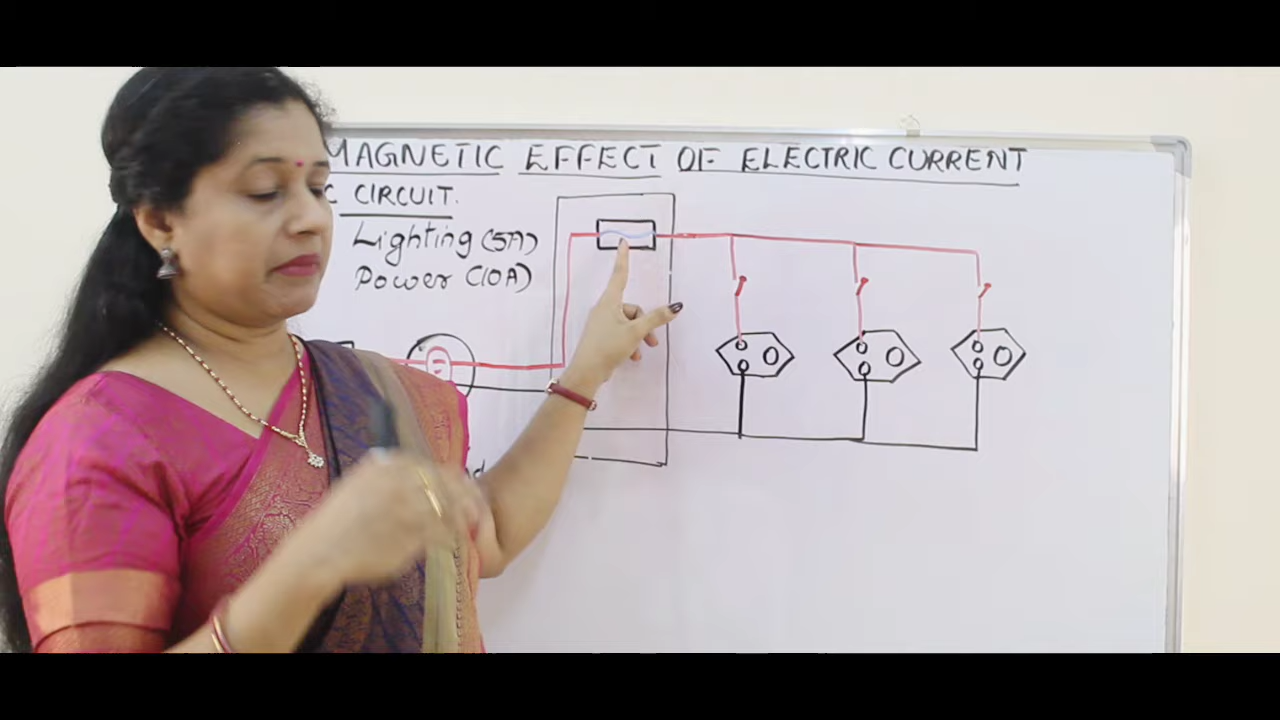 MAGNETIC EFFECT OF ELECTRIC CURRENT
C CIRCUIT.
Lighting (5A)
Power (10A)